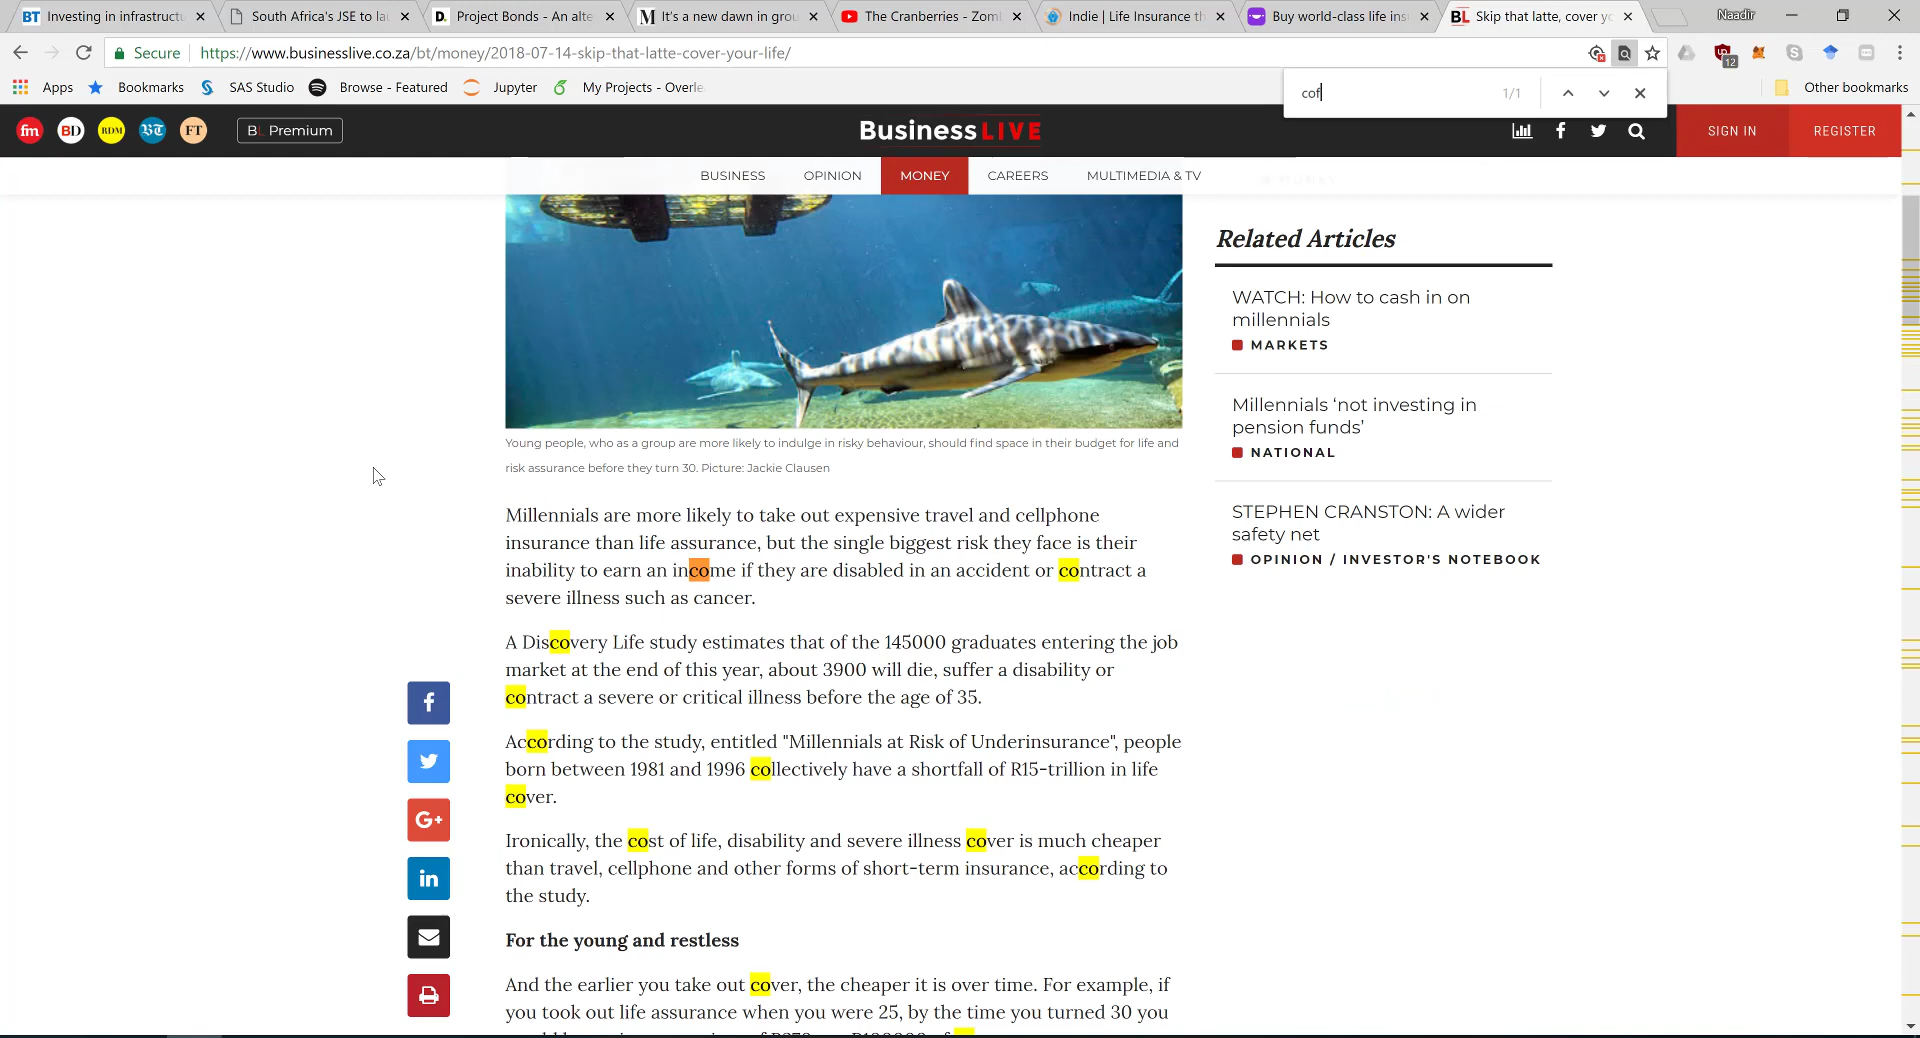 Investing in infrastruct
South Africa's JSE to la
Project Bonds - An alte
It's a new dawn in grou
The Cranberries - Zom
Indie | Life Insurance th
Buy world-class life ins
Skip that latte, cover yo
Naadir
Secure
https://www.businesslive.co.za/bt/money/2018-07-14-skip-that-latte-cover-your-life/
12
Apps
Bookmarks
SAS Studio
Browse - Featured
Jupyter
My Projects - Overle
Other bookmarks
cof
1/1
fm
BD
RDM
BT
FT
BL Premium
Business LIVE
SIGN IN
REGISTER
BUSINESS
OPINION
MONEY
CAREERS
MULTIMEDIA & TV
Young people, who as a group are more likely to indulge in risky behaviour, should find space in their budget for life and
risk assurance before they turn 30. Picture: Jackie Clausen
Millennials are more likely to take out expensive travel and cellphone
insurance than life assurance, but the single biggest risk they face is their
inability to earn an income if they are disabled in an accident or contract a
severe illness such as cancer.
A Discovery Life study estimates that of the 145000 graduates entering the job
market at the end of this year, about 3900 will die, suffer a disability or
contract a severe or critical illness before the age of 35.
According to the study, entitled "Millennials at Risk of Underinsurance", people
born between 1981 and 1996 collectively have a shortfall of R15-trillion in life
cover.
Ironically, the cost of life, disability and severe illness cover is much cheaper
than travel, cellphone and other forms of short-term insurance, according to
the study.
For the young and restless
And the earlier you take out cover, the cheaper it is over time. For example, if
you took out life assurance when you were 25, by the time you turned 30 you
Related Articles
WATCH: How to cash in on
millennials
MARKETS
Millennials ‘not investing in
pension funds’
NATIONAL
STEPHEN CRANSTON: A wider
safety net
OPINION / INVESTOR'S NOTEBOOK